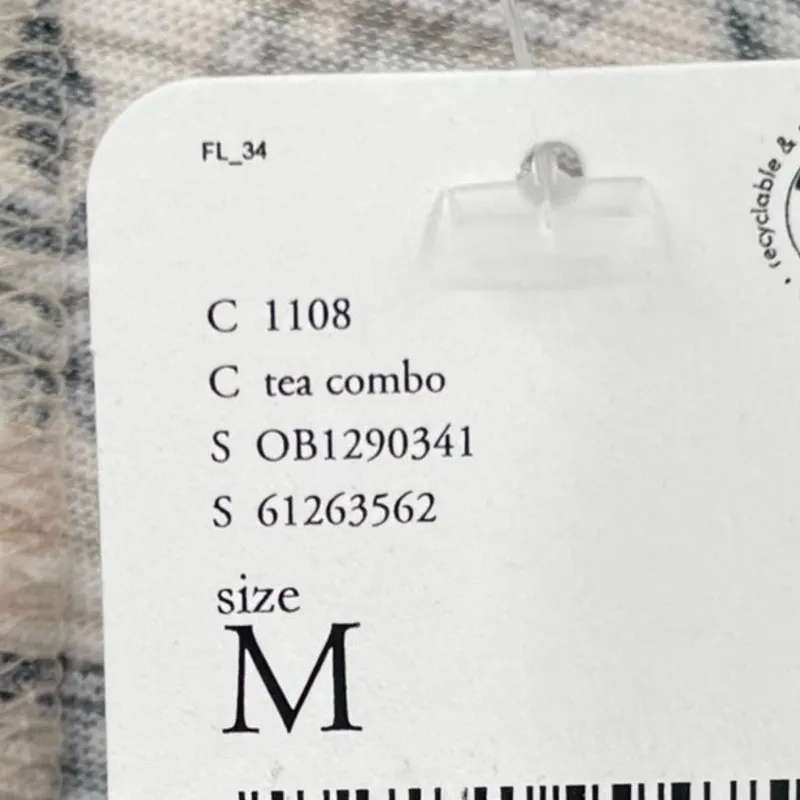 FL_34
• recyclable &
C 1108
C tea combo
S OB1290341
S 61263562
size
M